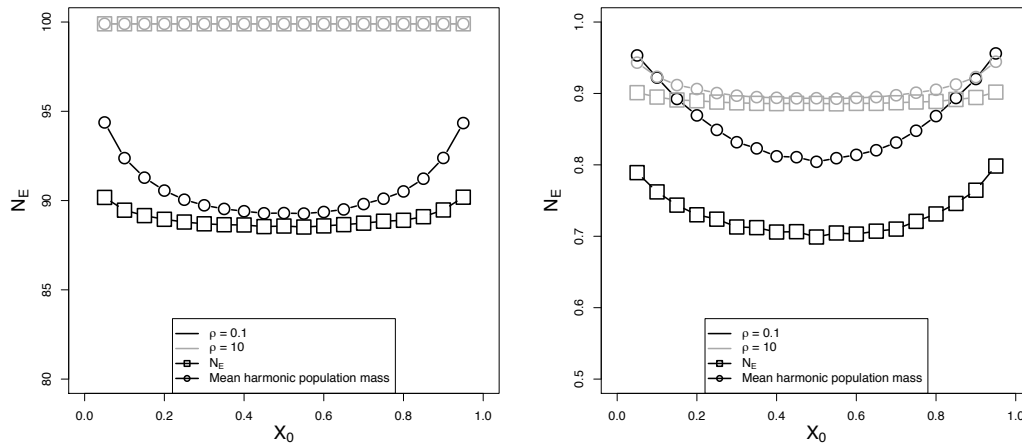 100
95
90
85
80
N_E
0.0 0.2 0.4 0.6 0.8 1.0
X_0
ρ = 0.1
ρ = 10
N_E
Mean harmonic population mass
1.0
0.9
0.8
0.7
0.6
0.5
N_E
0.0 0.2 0.4 0.6 0.8 1.0
X_0
ρ = 0.1
ρ = 10
N_E
Mean harmonic population mass